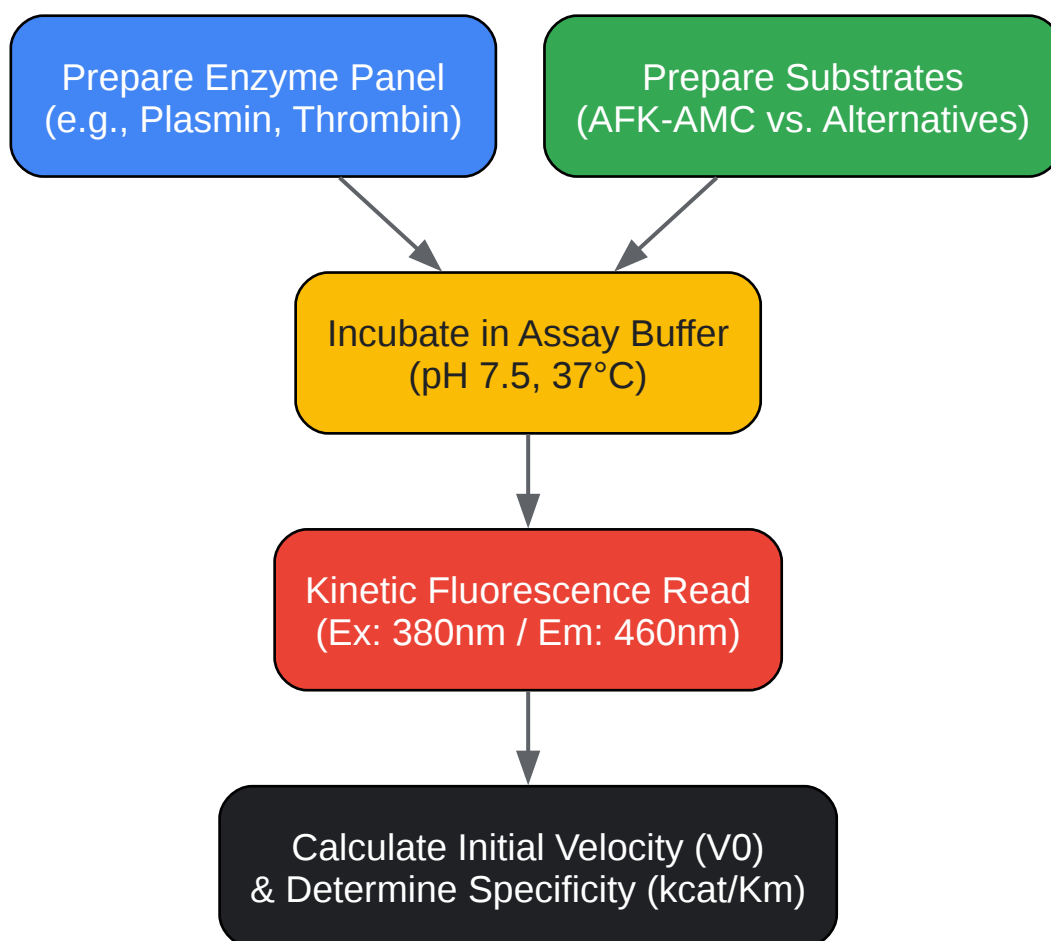 Prepare Enzyme Panel
(e.g., Plasmin, Thrombin)
Prepare Substrates
(AFK-AMC vs. Alternatives)
Incubate in Assay Buffer
(pH 7.5, 37°C)
Kinetic Fluorescence Read
(Ex: 380nm / Em: 460nm)
Calculate Initial Velocity (V0)
& Determine Specificity (kcat/Km)